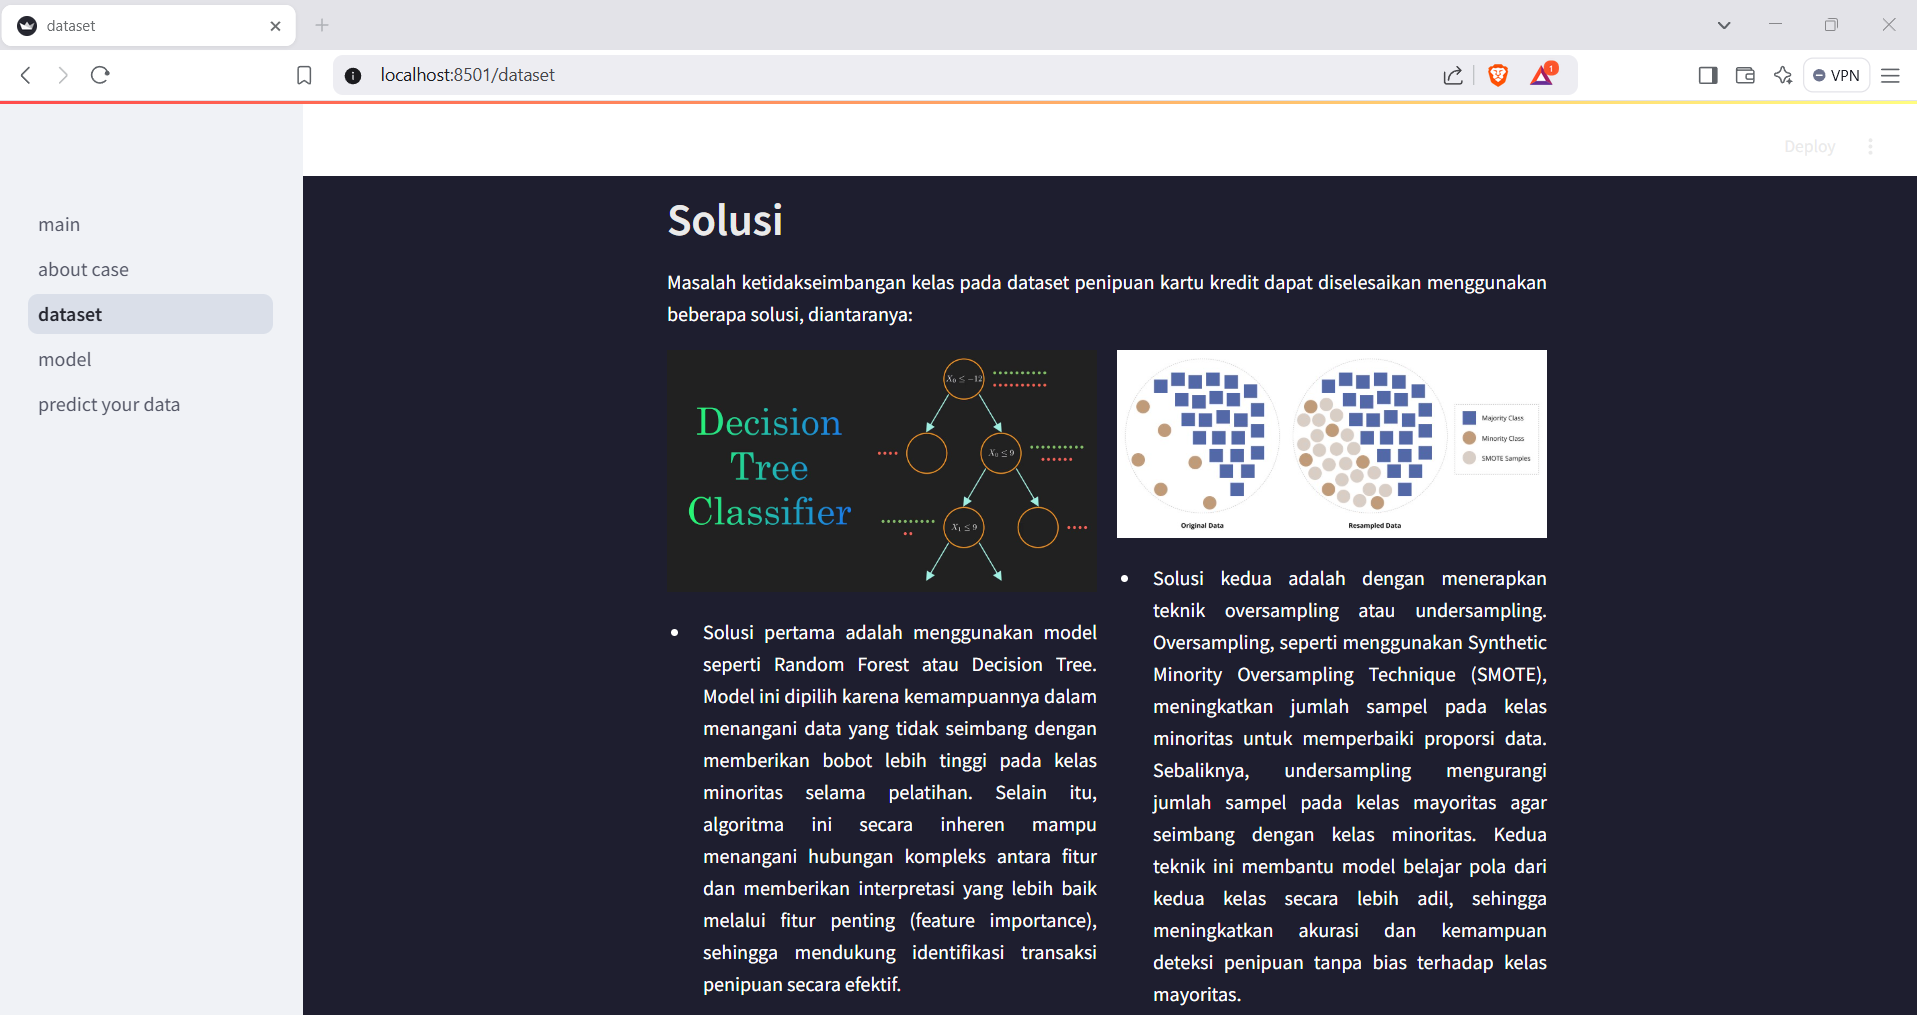 dataset
localhost:8501/dataset
1
VPN
Deploy
main
about case
dataset
model
predict your data
Solusi
Masalah ketidakseimbangan kelas pada dataset penipuan kartu kredit dapat diselesaikan menggunakan
beberapa solusi, diantaranya:
Decision
Tree
Classifier
X₀ ≤ -12
X₀ ≤ 9
X₁ ≤ 9
Majority Class
Minority Class
SMOTE Samples
Original Data
Resampled Data
• Solusi pertama adalah menggunakan model
seperti Random Forest atau Decision Tree.
Model ini dipilih karena kemampuannya dalam
menangani data yang tidak seimbang dengan
memberikan bobot lebih tinggi pada kelas
minoritas selama pelatihan. Selain itu,
algoritma ini secara inheren mampu
menangani hubungan kompleks antara fitur
dan memberikan interpretasi yang lebih baik
melalui fitur penting (feature importance),
sehingga mendukung identifikasi transaksi
penipuan secara efektif.
• Solusi kedua adalah dengan menerapkan
teknik oversampling atau undersampling.
Oversampling, seperti menggunakan Synthetic
Minority Oversampling Technique (SMOTE),
meningkatkan jumlah sampel pada kelas
minoritas untuk memperbaiki proporsi data.
Sebaliknya, undersampling mengurangi
jumlah sampel pada kelas mayoritas agar
seimbang dengan kelas minoritas. Kedua
teknik ini membantu model belajar pola dari
kedua kelas secara lebih adil, sehingga
meningkatkan akurasi dan kemampuan
deteksi penipuan tanpa bias terhadap kelas
mayoritas.